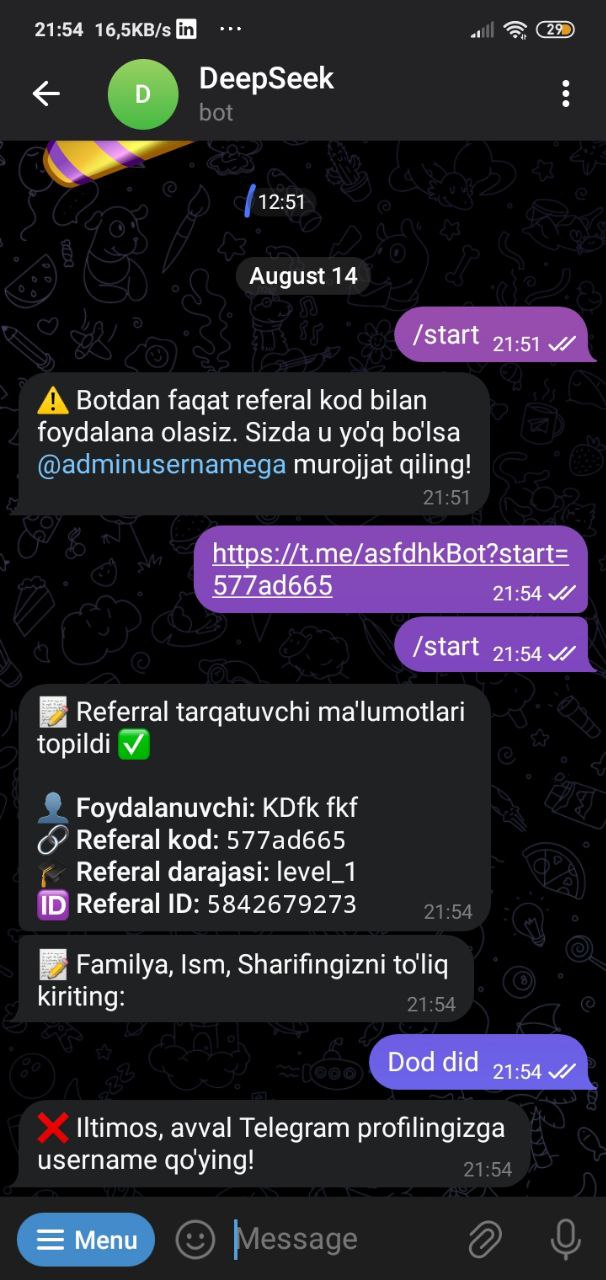 21:54 16,5KB/s in ...
29
D
DeepSeek
bot
12:51
August 14
/start 21:51
⚠️ Botdan faqat referal kod bilan
foydalana olasiz. Sizda u yo'q bo'lsa
@adminusernamega murojjat qiling!
21:51
https://t.me/asfdhkBot?start=
577ad665 21:54
/start 21:54
📝 Referral tarqatuvchi ma'lumotlari
topildi ✅
👤 Foydalanuvchi: KDfk fkf
🔗 Referal kod: 577ad665
🎓 Referal darajasi: level_1
🆔 Referal ID: 5842679273
21:54
📝 Familya, Ism, Sharifingizni to'liq
kiriting: 21:54
Dod did 21:54
❌ Iltimos, avval Telegram profilingizga
username qo'ying! 21:54
Menu
Message